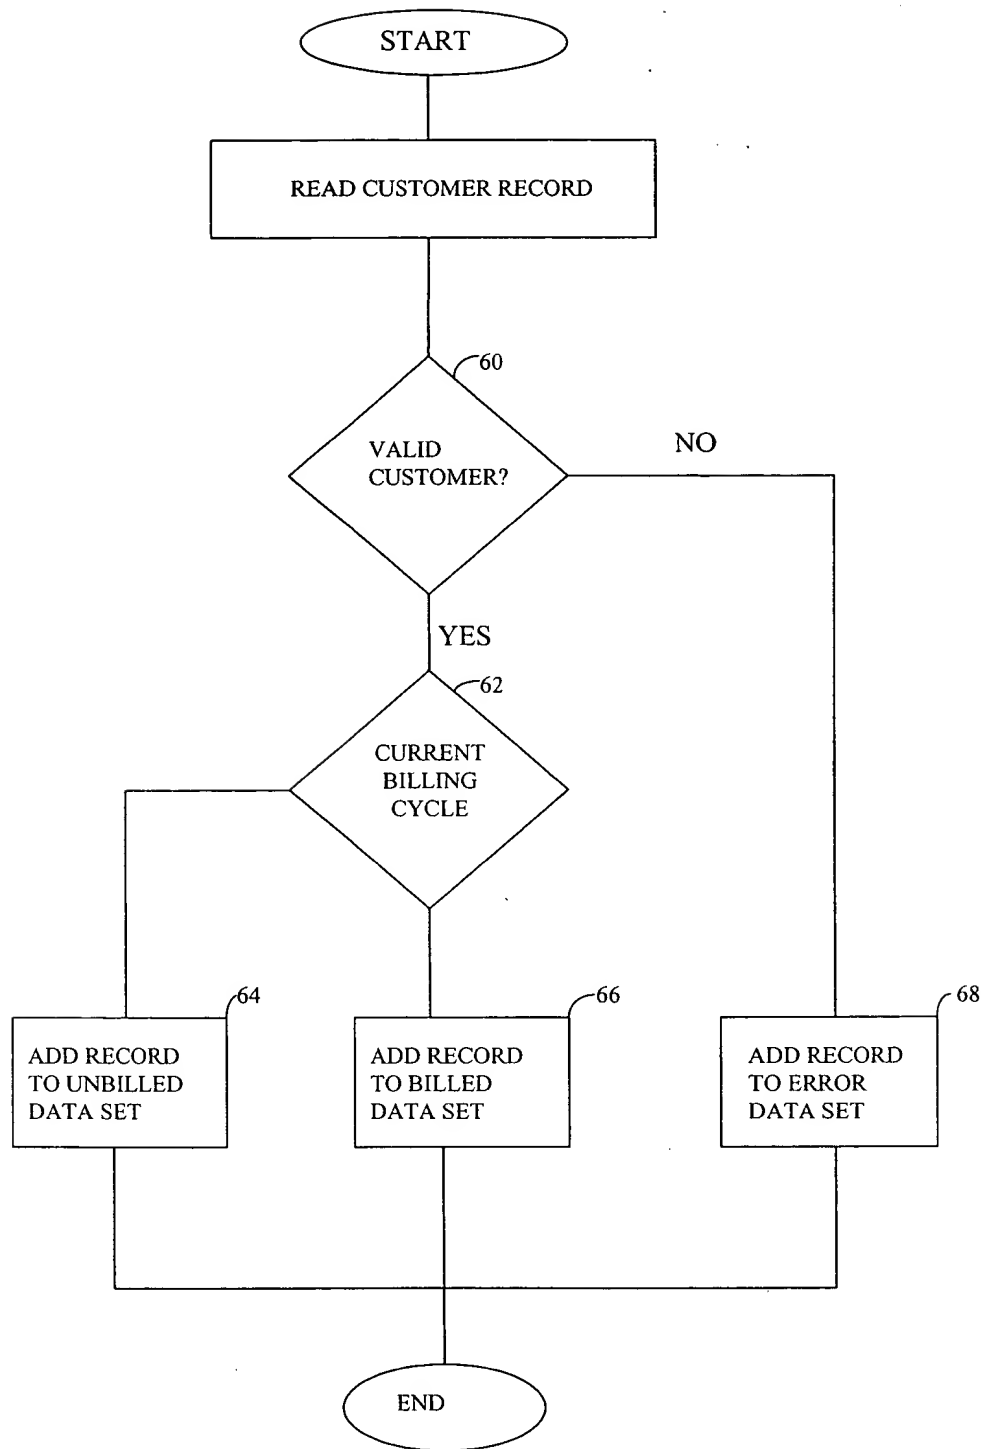 START
READ CUSTOMER RECORD
60
VALID
CUSTOMER?
NO
YES
62
CURRENT
BILLING
CYCLE
64
ADD RECORD
TO UNBILLED
DATA SET
66
ADD RECORD
TO BILLED
DATA SET
68
ADD RECORD
TO ERROR
DATA SET
END